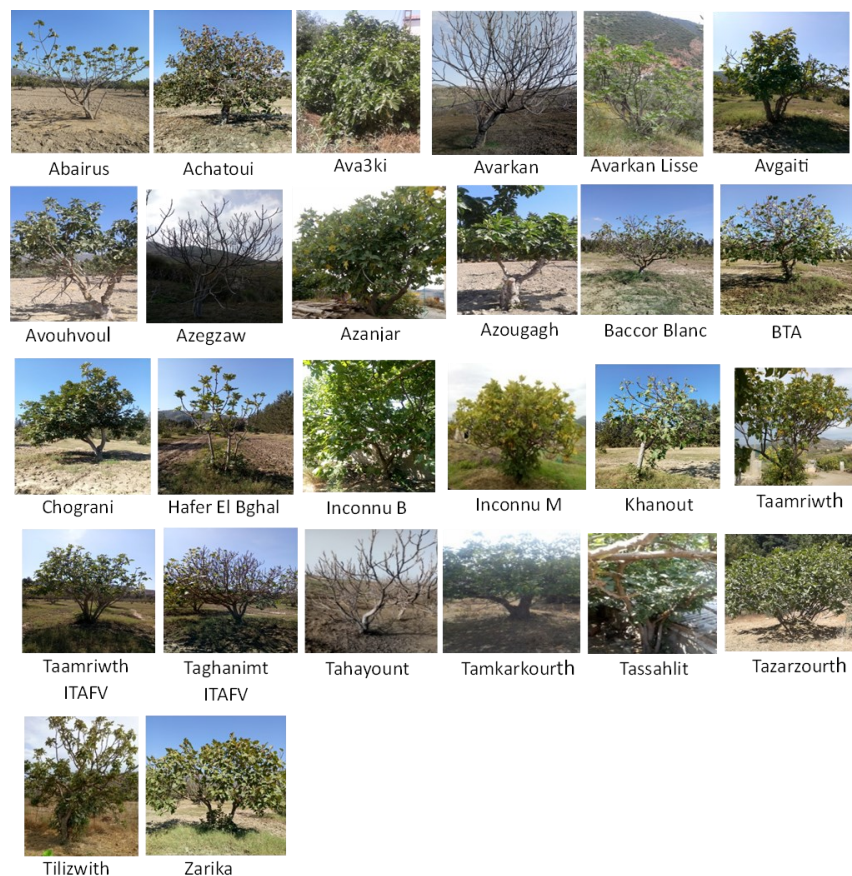 Abairus
Achatoui
Ava3ki
Avarkan
Avarkan Lisse
Avgaiti
Avouhvoul
Azegzaw
Azanjar
Azougagh
Baccor Blanc
BTA
Chograni
Hafer El Bghal
Inconnu B
Inconnu M
Khanout
Taamriwth
Taamriwth
ITAFV
Taghanimt
ITAFV
Tahayount
Tamkarkourth
Tassahlit
Tazarzourth
Tilizwith
Zarika